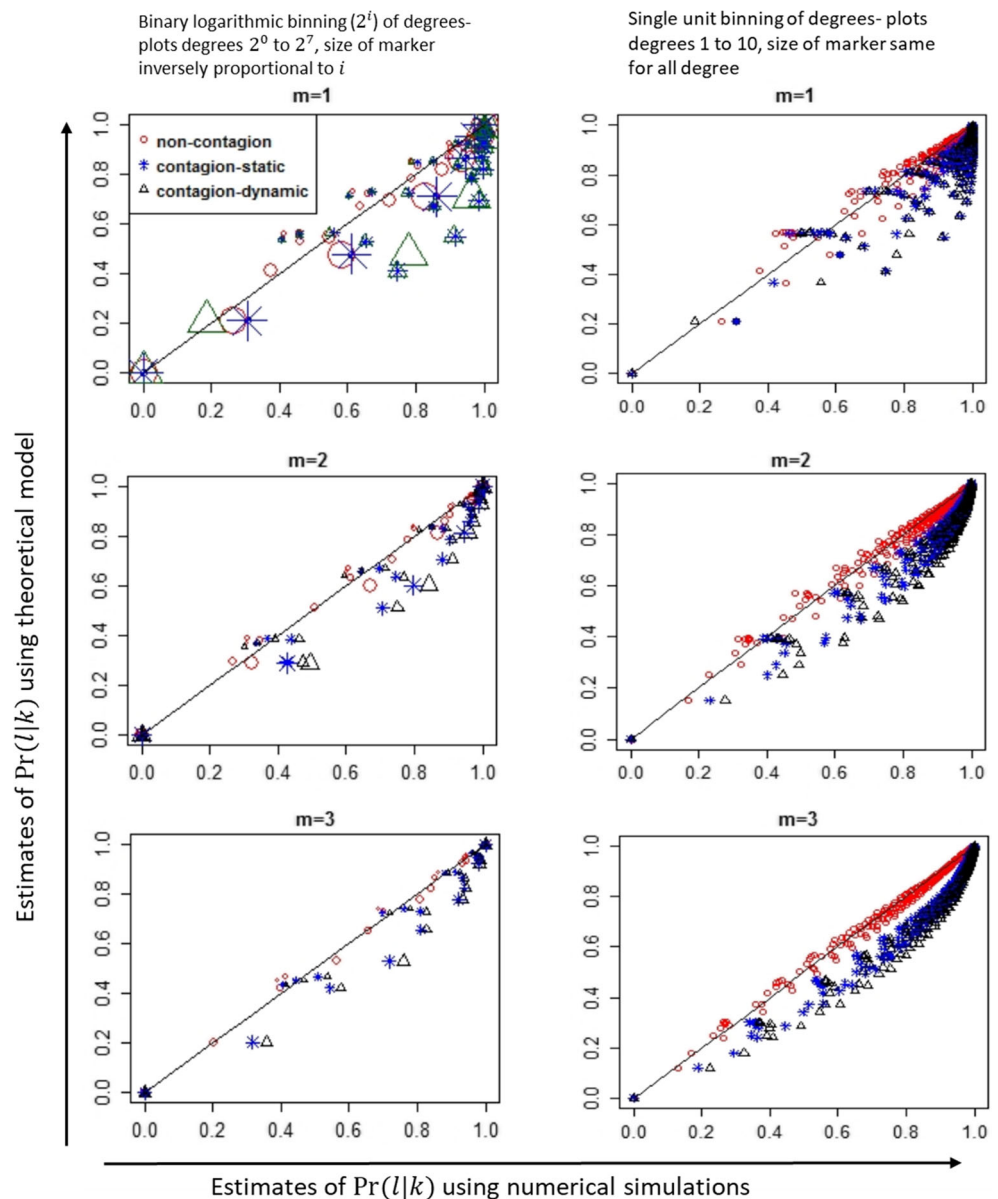 Binary logarithmic binning (2^i) of degrees-
plots degrees 2^0 to 2^7, size of marker
inversely proportional to i
Single unit binning of degrees- plots
degrees 1 to 10, size of marker same
for all degree
m=1
1.0
0.8
0.6
0.4
0.2
0.0
non-contagion
contagion-static
contagion-dynamic
0.0 0.2 0.4 0.6 0.8 1.0
m=1
1.0
0.8
0.6
0.4
0.2
0.0
0.0 0.2 0.4 0.6 0.8 1.0
m=2
1.0
0.8
0.6
0.4
0.2
0.0
0.0 0.2 0.4 0.6 0.8 1.0
m=2
1.0
0.8
0.6
0.4
0.2
0.0
0.0 0.2 0.4 0.6 0.8 1.0
m=3
1.0
0.8
0.6
0.4
0.2
0.0
0.0 0.2 0.4 0.6 0.8 1.0
m=3
1.0
0.8
0.6
0.4
0.2
0.0
0.0 0.2 0.4 0.6 0.8 1.0
Estimates of Pr(l|k) using theoretical model
Estimates of Pr(l|k) using numerical simulations